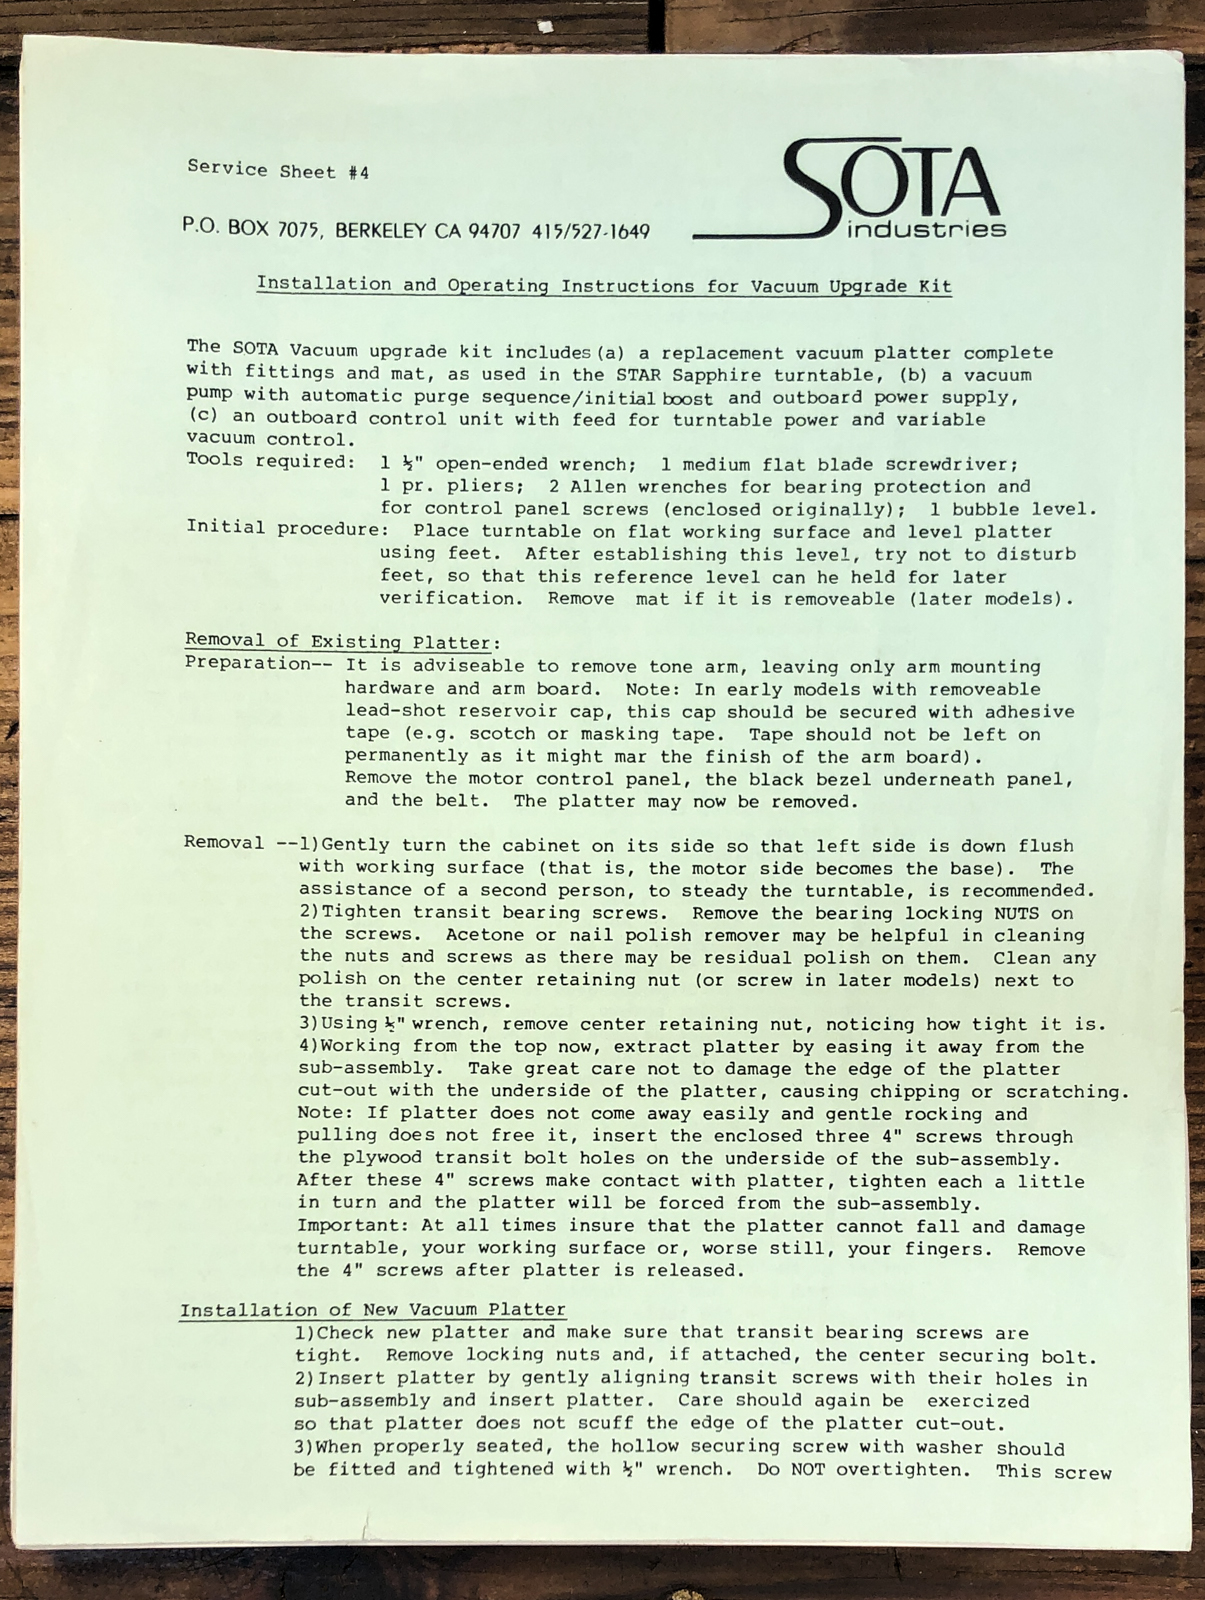 Service Sheet #4
SOTA
industries
P.O. BOX 7075, BERKELEY CA 94707 415/527-1649
Installation and Operating Instructions for Vacuum Upgrade Kit
The SOTA Vacuum upgrade kit includes (a) a replacement vacuum platter complete
with fittings and mat, as used in the STAR Sapphire turntable, (b) a vacuum
pump with automatic purge sequence/initial boost and outboard power supply,
(c) an outboard control unit with feed for turntable power and variable
vacuum control.
Tools required: 1 ½" open-ended wrench; 1 medium flat blade screwdriver;
1 pr. pliers; 2 Allen wrenches for bearing protection and
for control panel screws (enclosed originally); 1 bubble level.
Initial procedure: Place turntable on flat working surface and level platter
using feet. After establishing this level, try not to disturb
feet, so that this reference level can he held for later
verification. Remove mat if it is removeable (later models).
Removal of Existing Platter:
Preparation-- It is adviseable to remove tone arm, leaving only arm mounting
hardware and arm board. Note: In early models with removeable
lead-shot reservoir cap, this cap should be secured with adhesive
tape (e.g. scotch or masking tape. Tape should not be left on
permanently as it might mar the finish of the arm board).
Remove the motor control panel, the black bezel underneath panel,
and the belt. The platter may now be removed.
Removal --1)Gently turn the cabinet on its side so that left side is down flush
with working surface (that is, the motor side becomes the base). The
assistance of a second person, to steady the turntable, is recommended.
2)Tighten transit bearing screws. Remove the bearing locking NUTS on
the screws. Acetone or nail polish remover may be helpful in cleaning
the nuts and screws as there may be residual polish on them. Clean any
polish on the center retaining nut (or screw in later models) next to
the transit screws.
3)Using ½" wrench, remove center retaining nut, noticing how tight it is.
4)Working from the top now, extract platter by easing it away from the
sub-assembly. Take great care not to damage the edge of the platter
cut-out with the underside of the platter, causing chipping or scratching.
Note: If platter does not come away easily and gentle rocking and
pulling does not free it, insert the enclosed three 4" screws through
the plywood transit bolt holes on the underside of the sub-assembly.
After these 4" screws make contact with platter, tighten each a little
in turn and the platter will be forced from the sub-assembly.
Important: At all times insure that the platter cannot fall and damage
turntable, your working surface or, worse still, your fingers. Remove
the 4" screws after platter is released.
Installation of New Vacuum Platter
1)Check new platter and make sure that transit bearing screws are
tight. Remove locking nuts and, if attached, the center securing bolt.
2)Insert platter by gently aligning transit screws with their holes in
sub-assembly and insert platter. Care should again be exercized
so that platter does not scuff the edge of the platter cut-out.
3)When properly seated, the hollow securing screw with washer should
be fitted and tightened with ½" wrench. Do NOT overtighten. This screw